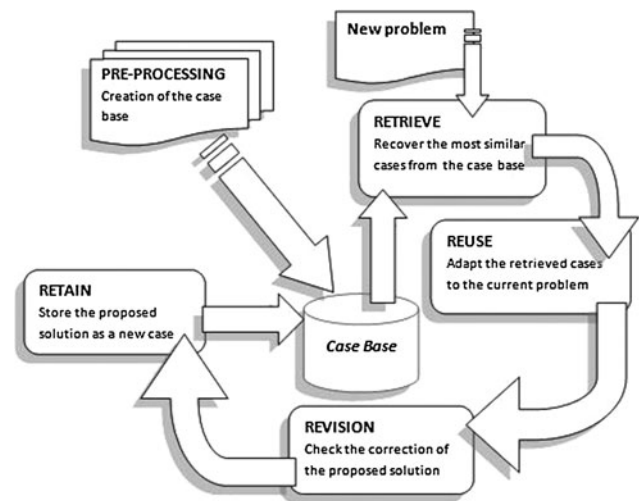 New problem
PRE-PROCESSING
Creation of the case
base
RETRIEVE
Recover the most similar
cases from the case base
REUSE
Adapt the retrieved cases
to the current problem
RETAIN
Store the proposed
solution as a new case
Case Base
REVISION
Check the correction of
the proposed solution